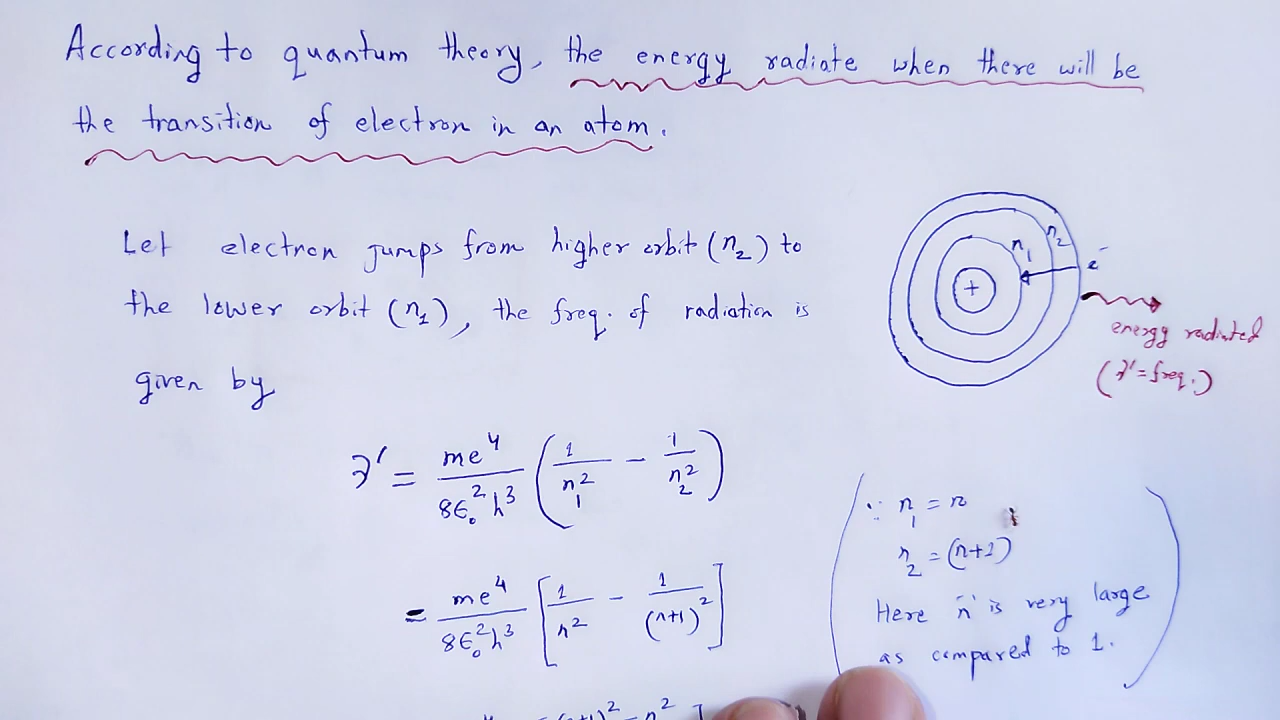 According to quantum theory, the energy radiate when there will be
the transition of electron in an atom.
Let electron jumps from higher orbit (n₂) to
the lower orbit (n₁), the freq. of radiation is
given by
n₁ n₂ e⁻
+
energy radiated
(ν' = freq.)
ν' = me⁴/8ε₀²h³ (1/n₁² − 1/n₂²)
= me⁴/8ε₀²h³ [1/n² − 1/(n+1)²]
∵ n₁ = n
n₂ = (n+1)
Here 'n' is very large
as compared to 1.